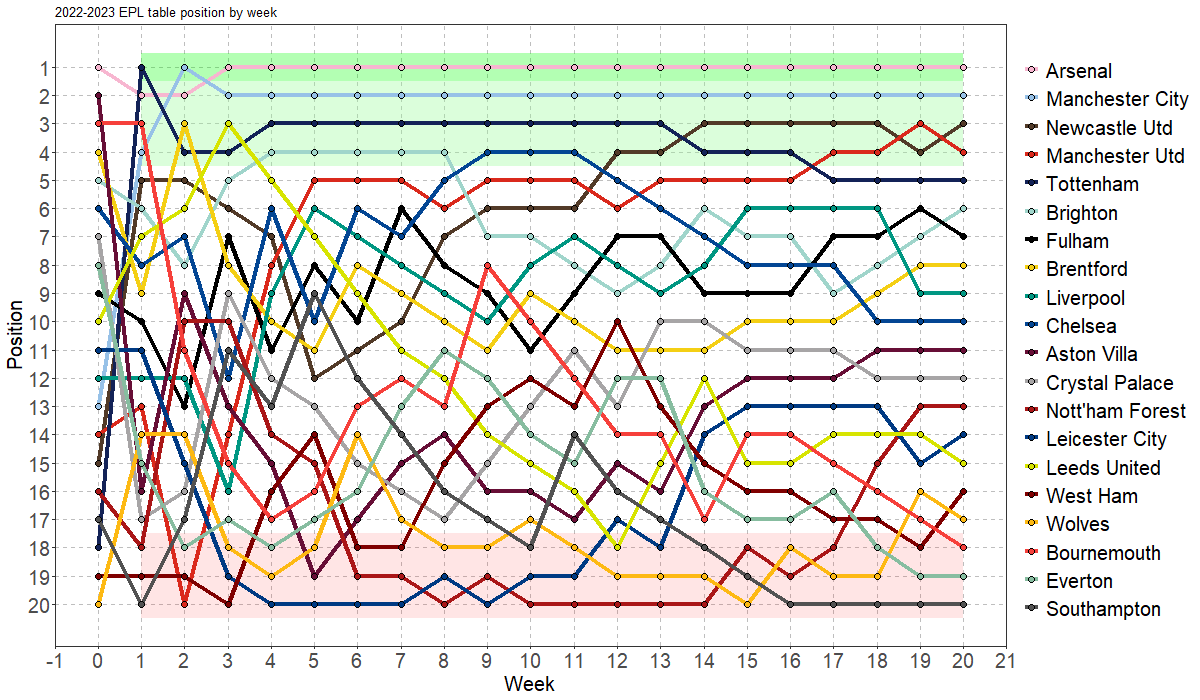 2022-2023 EPL table position by week
Position
1
2
3
4
5
6
7
8
9
10
11
12
13
14
15
16
17
18
19
20
-1 0 1 2 3 4 5 6 7 8 9 10 11 12 13 14 15 16 17 18 19 20 21
Week
Arsenal
Manchester City
Newcastle Utd
Manchester Utd
Tottenham
Brighton
Fulham
Brentford
Liverpool
Chelsea
Aston Villa
Crystal Palace
Nott'ham Forest
Leicester City
Leeds United
West Ham
Wolves
Bournemouth
Everton
Southampton